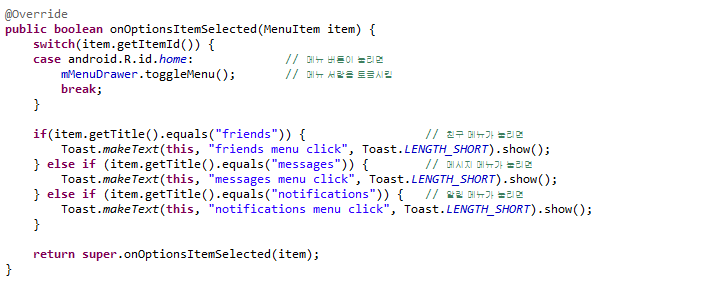 @Override
public boolean onOptionsItemSelected(MenuItem item) {
    switch(item.getItemId()) {
    case android.R.id.home:             // 메뉴 버튼이 눌리면
        mMenuDrawer.toggleMenu();       // 메뉴 서랍을 토글시킴
        break;
    }

    if(item.getTitle().equals("friends")) {                 // 친구 메뉴가 눌리면
        Toast.makeText(this, "friends menu click", Toast.LENGTH_SHORT).show();
    } else if (item.getTitle().equals("messages")) {        // 메시지 메뉴가 눌리면
        Toast.makeText(this, "messages menu click", Toast.LENGTH_SHORT).show();
    } else if (item.getTitle().equals("notifications")) {   // 알림 메뉴가 눌리면
        Toast.makeText(this, "notifications menu click", Toast.LENGTH_SHORT).show();
    }

    return super.onOptionsItemSelected(item);
}